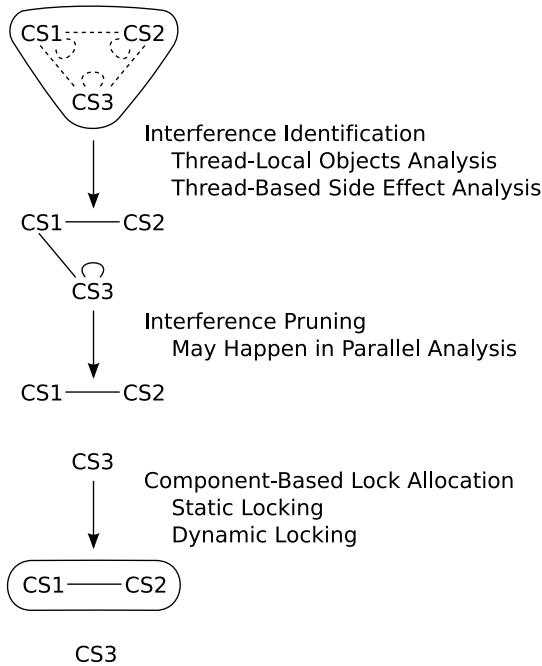 CS1 CS2
CS3
Interference Identification
Thread-Local Objects Analysis
Thread-Based Side Effect Analysis
CS1 CS2
CS3
Interference Pruning
May Happen in Parallel Analysis
CS1 CS2
CS3
Component-Based Lock Allocation
Static Locking
Dynamic Locking
CS1 CS2
CS3